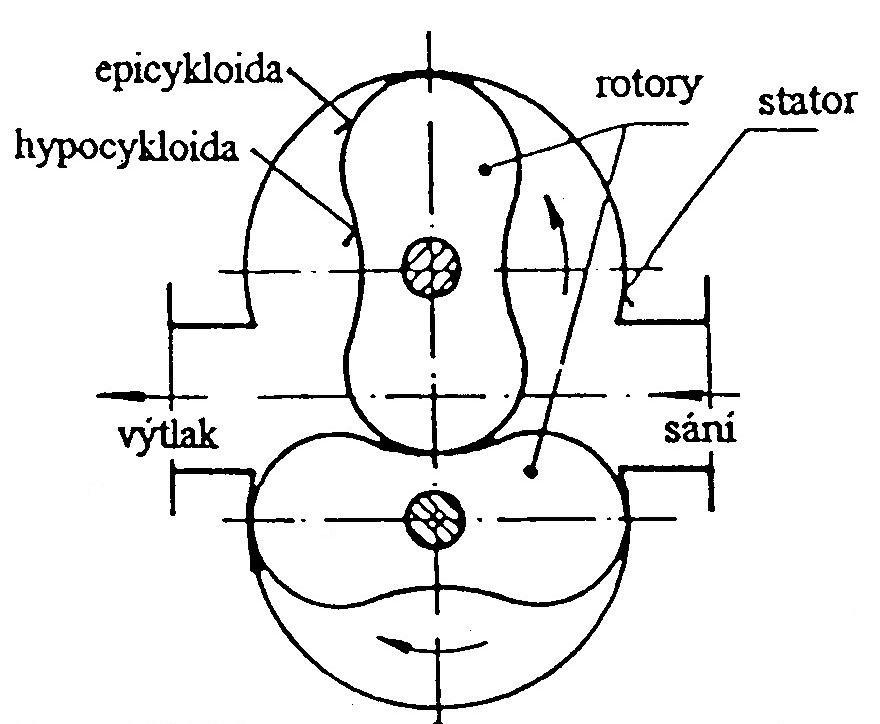 epicykloida
hypocykloida
rotory
stator
výtlak
sání